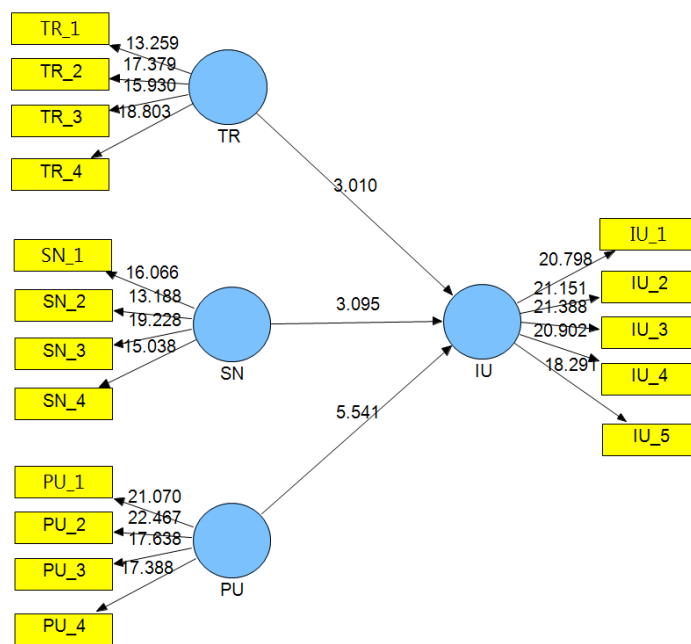 TR_1
13.259
TR_2
17.379
TR_3
15.930
TR_4
18.803
TR
3.010
SN_1
16.066
SN_2
13.188
SN_3
19.228
SN_4
15.038
SN
3.095
IU_1
20.798
IU_2
21.151
IU_3
21.388
IU_4
20.902
IU_5
18.291
IU
5.541
PU_1
21.070
PU_2
22.467
PU_3
17.638
PU_4
17.388
PU